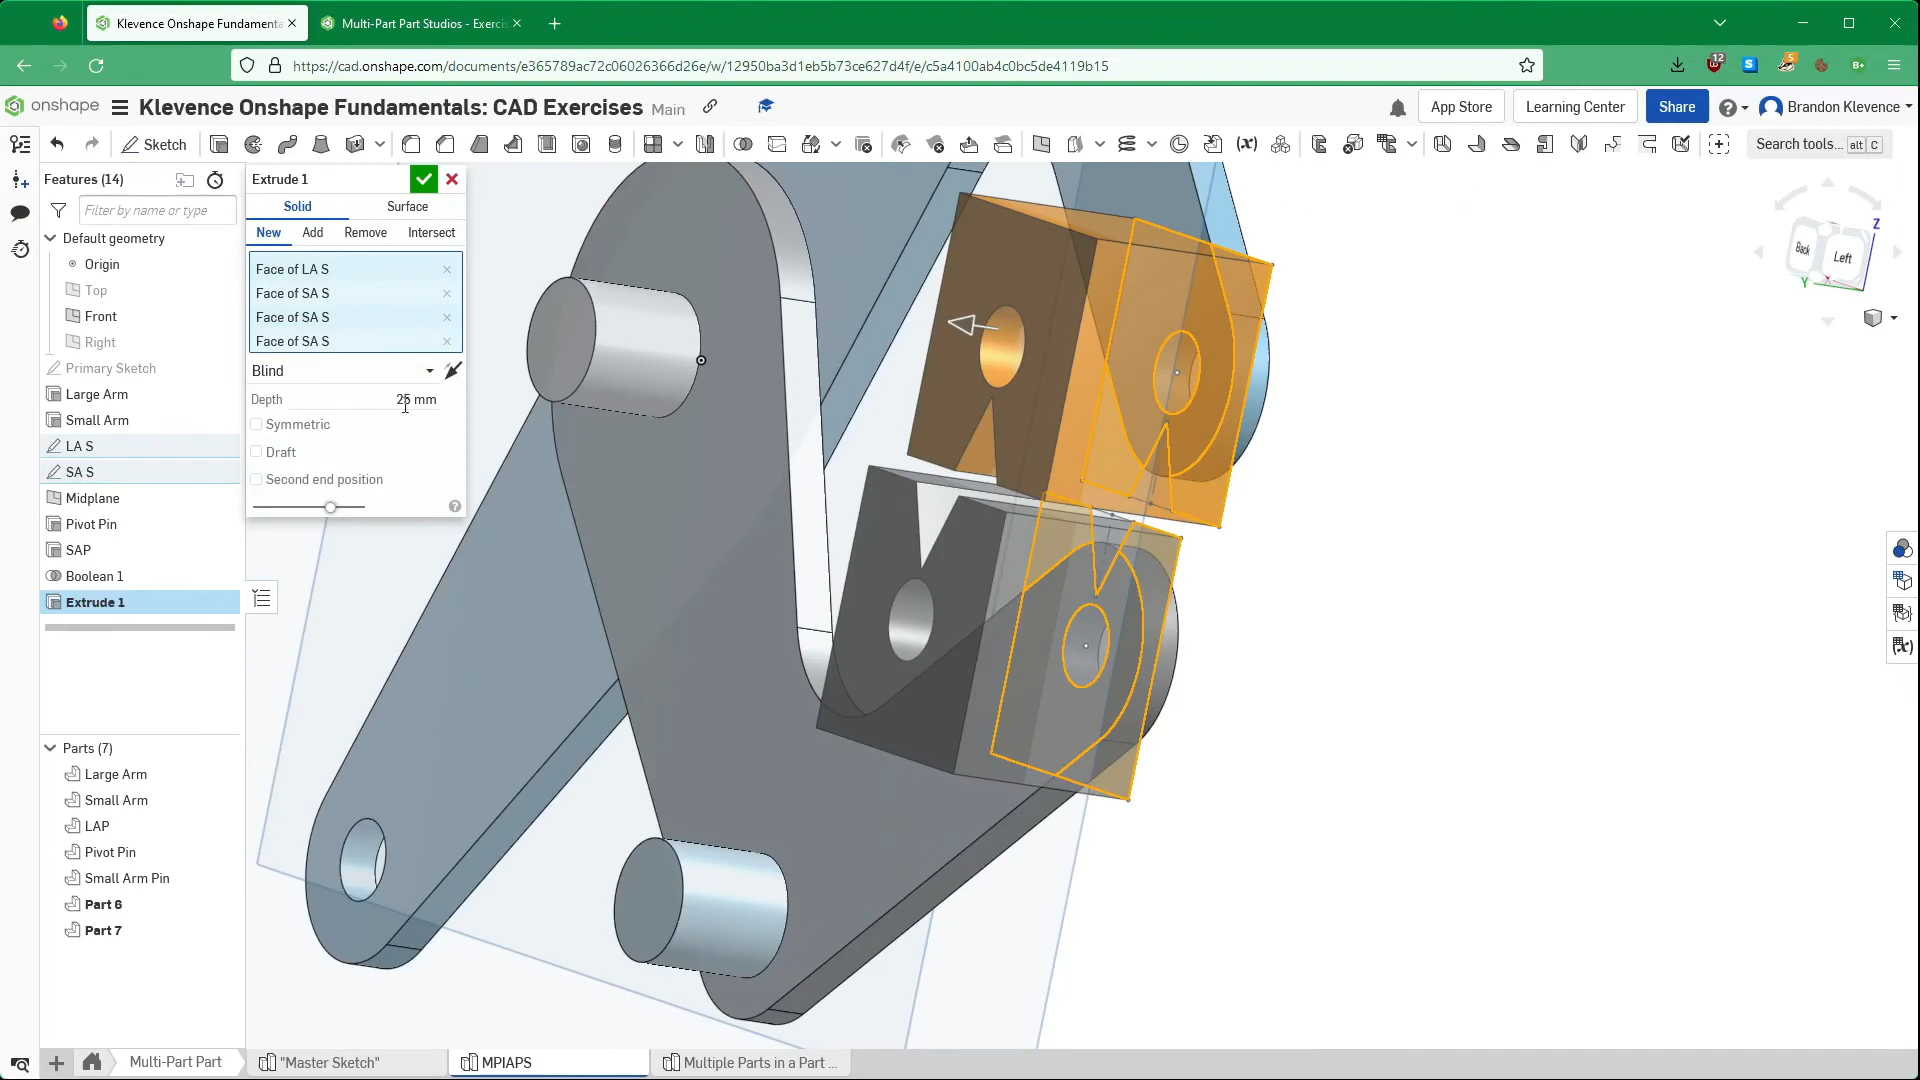 Klevence Onshape Fundamenta
Multi-Part Part Studios - Exerci
https://cad.onshape.com/documents/e365789ac72c06026366d26e/w/12950ba3d1eb5b73ce627d4f/e/c5a4100ab4c0bc5de4119b15
12
5
B+
onshape
Klevence Onshape Fundamentals: CAD Exercises
Main
App Store
Learning Center
Share
Brandon Klevence
Sketch
Search tools...
alt
C
Features (14)
Filter by name or type
Default geometry
Origin
Top
Front
Right
Primary Sketch
Large Arm
Small Arm
LA S
SA S
Midplane
Pivot Pin
SAP
Boolean 1
Extrude 1
Parts (7)
Large Arm
Small Arm
LAP
Pivot Pin
Small Arm Pin
Part 6
Part 7
Extrude 1
Solid
Surface
New
Add
Remove
Intersect
Face of LA S
Face of SA S
Face of SA S
Face of SA S
Blind
Depth
25 mm
Symmetric
Draft
Second end position
Back
Left
Z
Y
X
Multi-Part Part
"Master Sketch"
MPIAPS
Multiple Parts in a Part ...